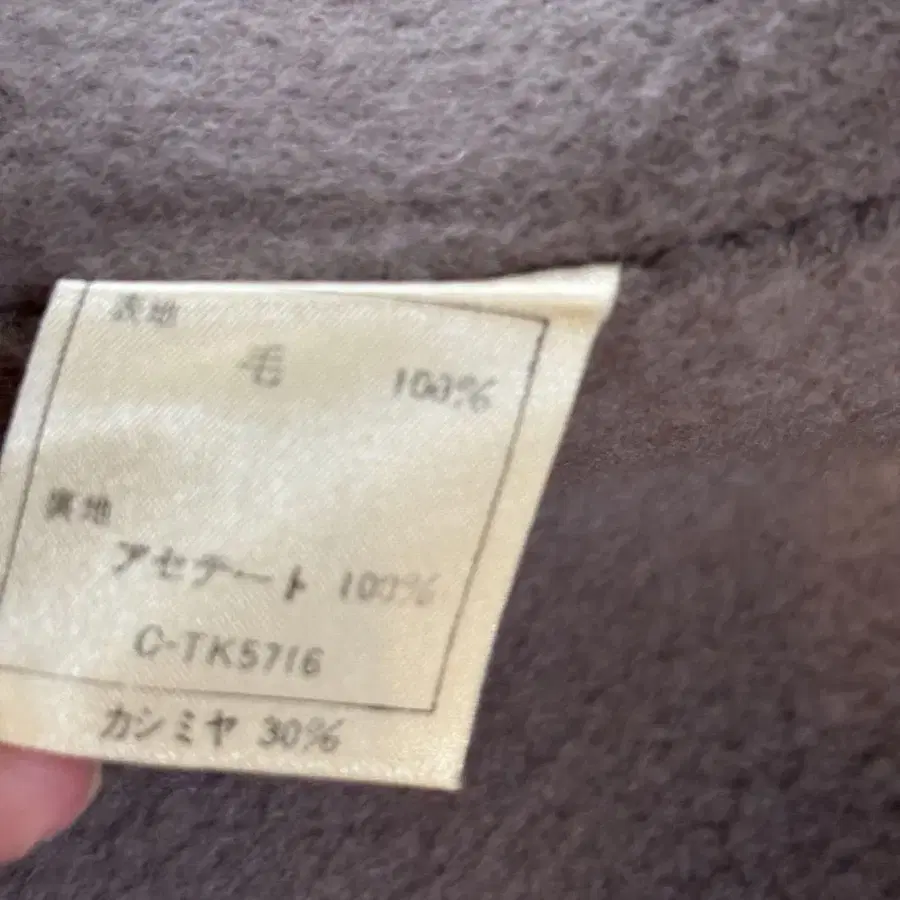 表地
毛 100%
裏地
アセテート 100%
C-TK5716
カシミヤ 30%